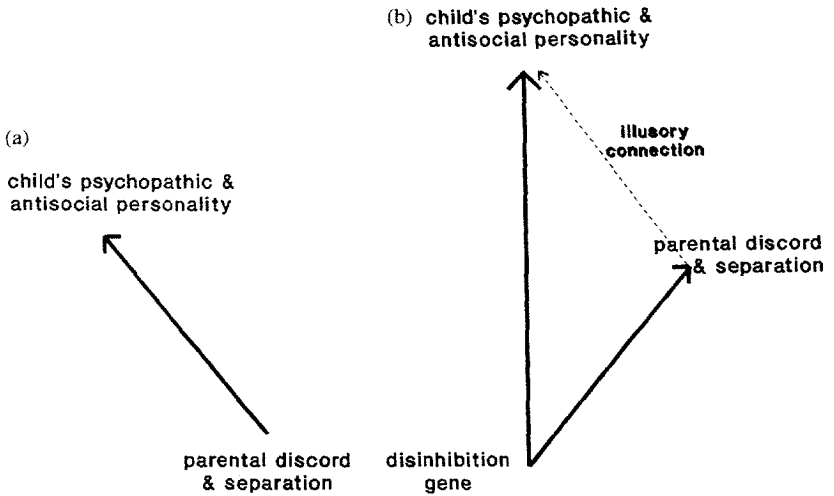 (a)
child's psychopathic &
antisocial personality
parental discord
& separation
(b) child's psychopathic &
antisocial personality
illusory
connection
parental discord
& separation
disinhibition
gene